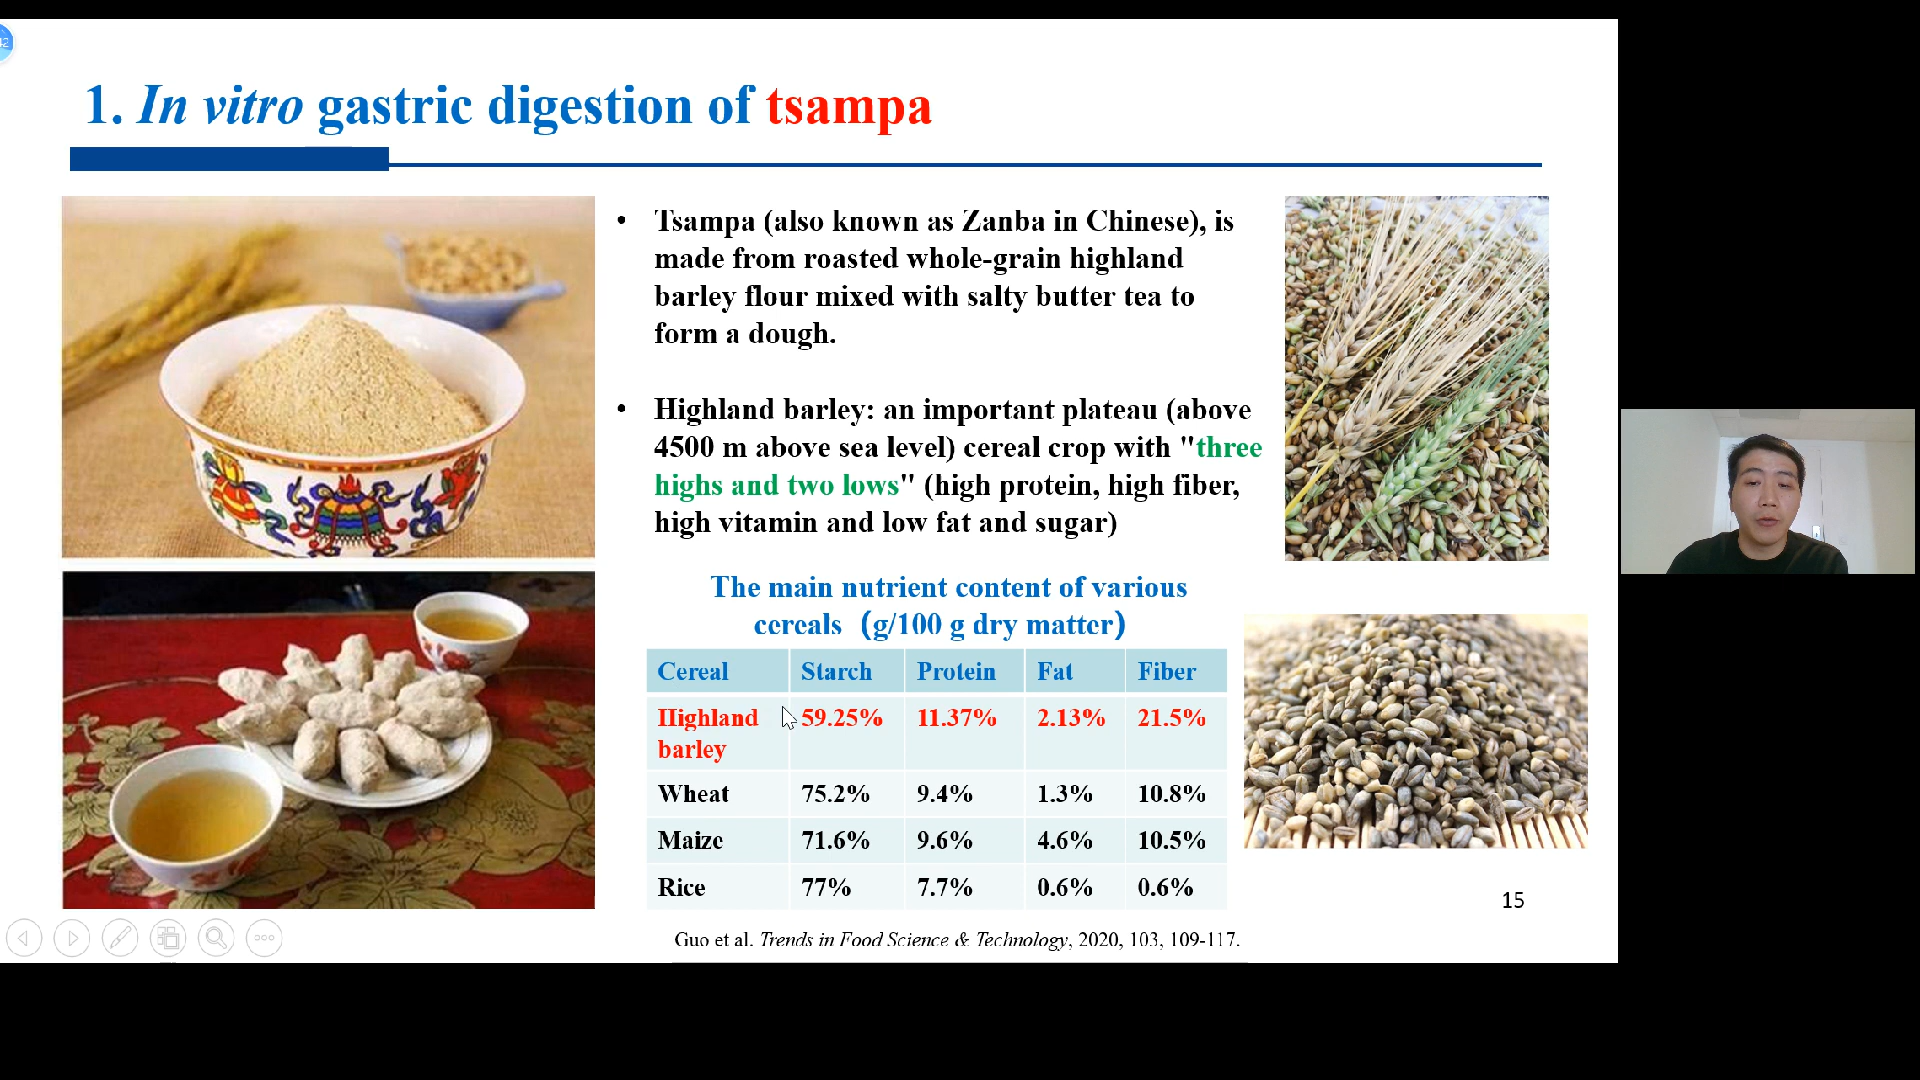 42
1. In vitro gastric digestion of tsampa
• Tsampa (also known as Zanba in Chinese), is
made from roasted whole-grain highland
barley flour mixed with salty butter tea to
form a dough.
• Highland barley: an important plateau (above
4500 m above sea level) cereal crop with "three
highs and two lows" (high protein, high fiber,
high vitamin and low fat and sugar)
The main nutrient content of various
cereals (g/100 g dry matter)
Cereal Starch Protein Fat Fiber
Highland barley 59.25% 11.37% 2.13% 21.5%
Wheat 75.2% 9.4% 1.3% 10.8%
Maize 71.6% 9.6% 4.6% 10.5%
Rice 77% 7.7% 0.6% 0.6%
15
Guo et al. Trends in Food Science & Technology, 2020, 103, 109-117.